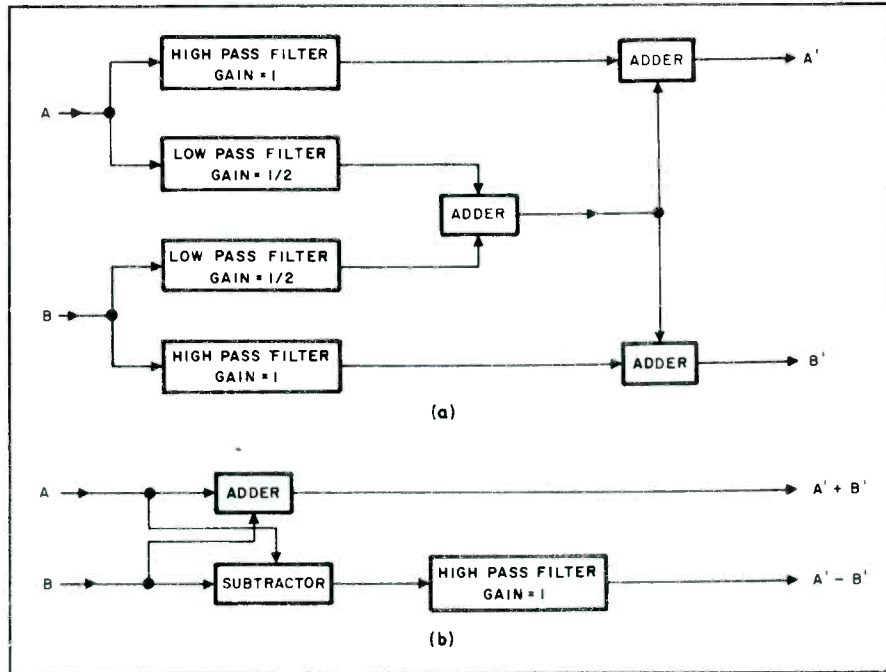 HIGH PASS FILTER
GAIN = 1
ADDER
A'
A
LOW PASS FILTER
GAIN = 1/2
ADDER
LOW PASS FILTER
GAIN = 1/2
B
HIGH PASS FILTER
GAIN = 1
ADDER
B'
(a)
A
ADDER
A' + B'
B
SUBTRACTOR
HIGH PASS FILTER
GAIN = 1
A' - B'
(b)